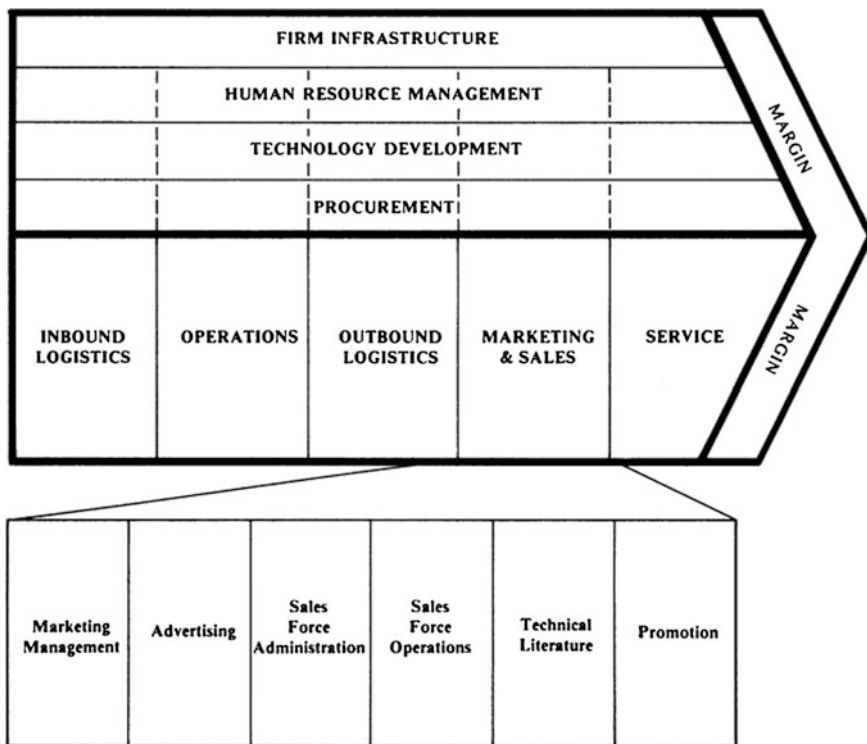 FIRM INFRASTRUCTURE
HUMAN RESOURCE MANAGEMENT
TECHNOLOGY DEVELOPMENT
PROCUREMENT
MARGIN
INBOUND
LOGISTICS
OPERATIONS
OUTBOUND
LOGISTICS
MARKETING
& SALES
SERVICE
MARGIN
Marketing
Management
Advertising
Sales
Force
Administration
Sales
Force
Operations
Technical
Literature
Promotion